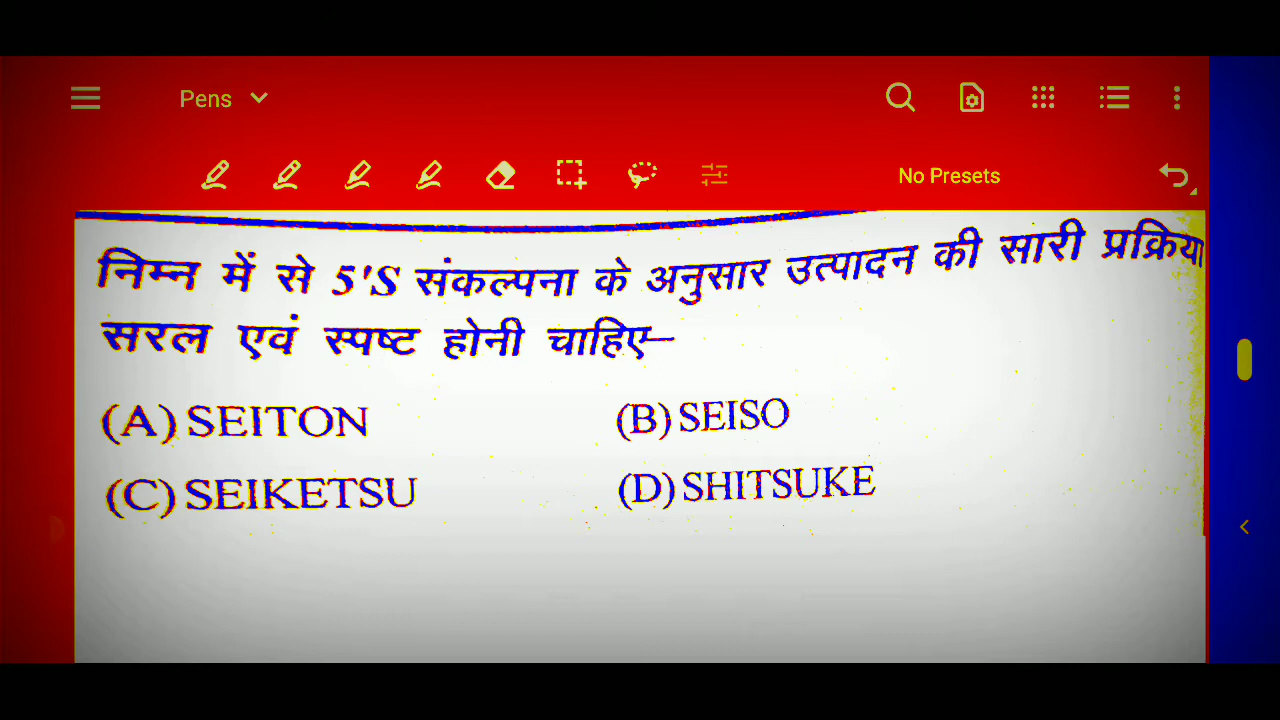 Pens
No Presets
निम्न में से 5'S संकल्पना के अनुसार उत्पादन की सारी प्रक्रिया
सरल एवं स्पष्ट होनी चाहिए–
(A) SEITON (B) SEISO
(C) SEIKETSU (D) SHITSUKE